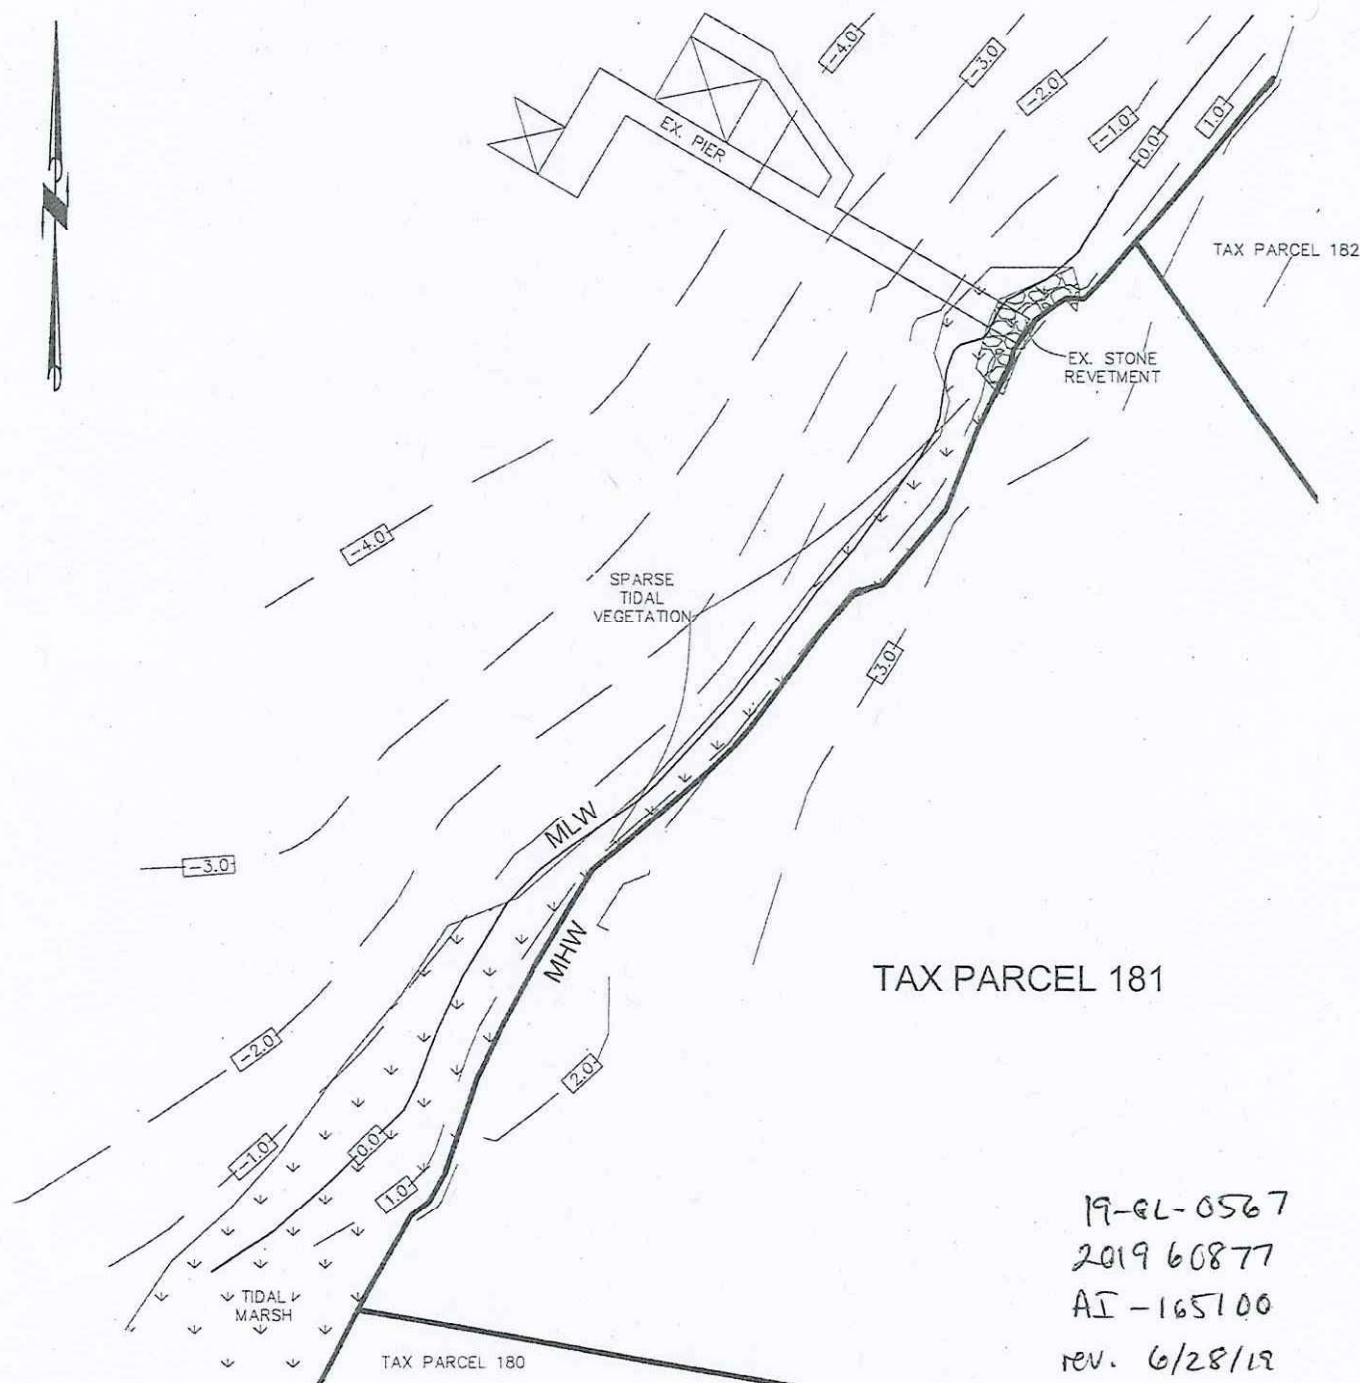 -4.0
-3.0
-2.0
-1.0
0.0
1.0
EX. PIER
TAX PARCEL 182
EX. STONE
REVETMENT
-4.0
SPARSE
TIDAL
VEGETATION
3.0
MLW
-3.0
MHW
TAX PARCEL 181
-2.0
2.0
-1.0
0.0
1.0
19-GL-0567
2019 60877
AI-165100
rev. 6/28/19
TIDAL
MARSH
TAX PARCEL 180